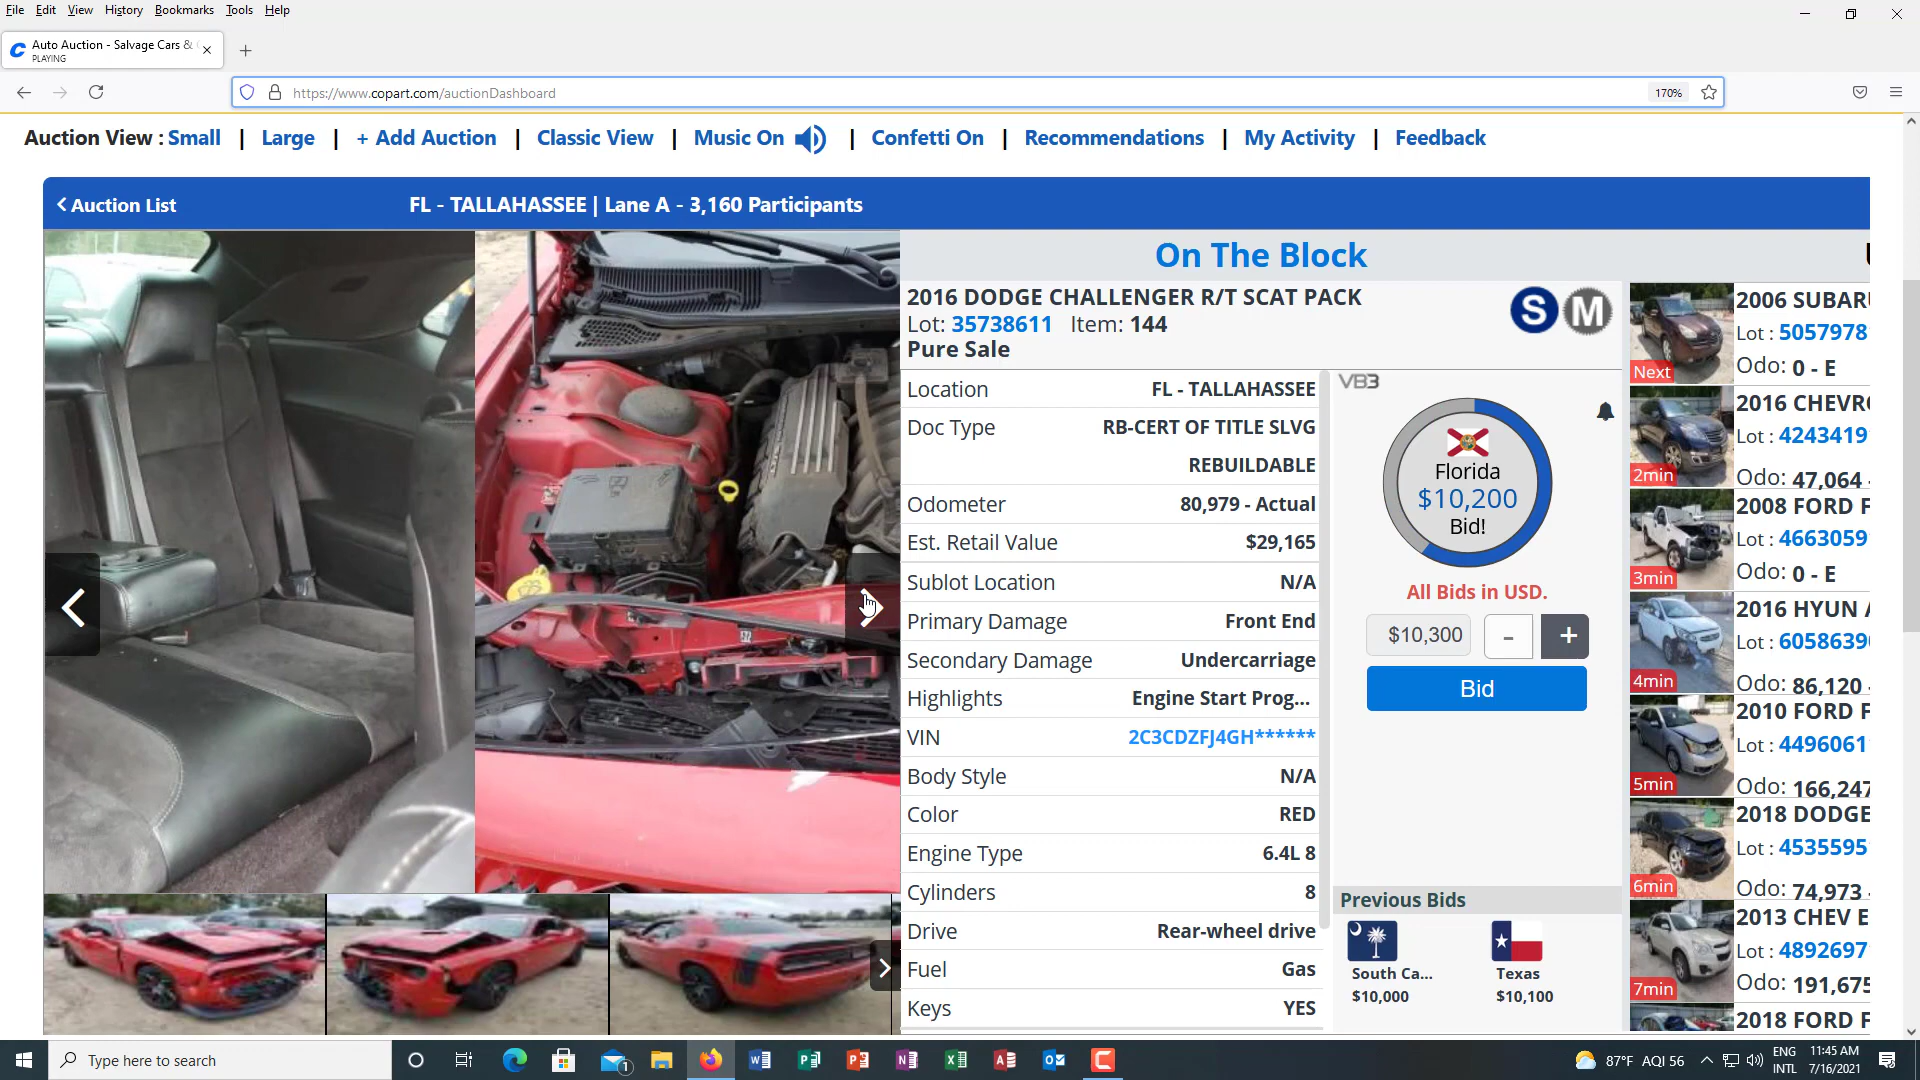 File Edit View History Bookmarks Tools Help
Auto Auction - Salvage Cars &
PLAYING
https://www.copart.com/auctionDashboard
170%
Auction View : Small | Large | + Add Auction | Classic View | Music On | Confetti On | Recommendations | My Activity | Feedback
Auction List
FL - TALLAHASSEE | Lane A - 3,160 Participants
On The Block
2016 DODGE CHALLENGER R/T SCAT PACK
Lot: 35738611 Item: 144
Pure Sale
S M
Location FL - TALLAHASSEE
Doc Type RB-CERT OF TITLE SLVG
REBUILDABLE
Odometer 80,979 - Actual
Est. Retail Value $29,165
Sublot Location N/A
Primary Damage Front End
Secondary Damage Undercarriage
Highlights Engine Start Prog...
VIN 2C3CDZFJ4GH******
Body Style N/A
Color RED
Engine Type 6.4L 8
Cylinders 8
Drive Rear-wheel drive
Fuel Gas
Keys YES
VB3
Florida
$10,200
Bid!
All Bids in USD.
$10,300 - +
Bid
Previous Bids
South Ca... Texas
$10,000 $10,100
2006 SUBARU
Lot : 5057978
Odo: 0 - E
Next
2016 CHEVRO
Lot : 4243419
Odo: 47,064 -
2min
2008 FORD F
Lot : 4663059
Odo: 0 - E
3min
2016 HYUN A
Lot : 6058639
Odo: 86,120 -
4min
2010 FORD F
Lot : 4496061
Odo: 166,247
5min
2018 DODGE
Lot : 4535595
Odo: 74,973 -
6min
2013 CHEV E
Lot : 4892697
Odo: 191,675
7min
2018 FORD F
Type here to search
87°F AQI 56
ENG
INTL
11:45 AM
7/16/2021